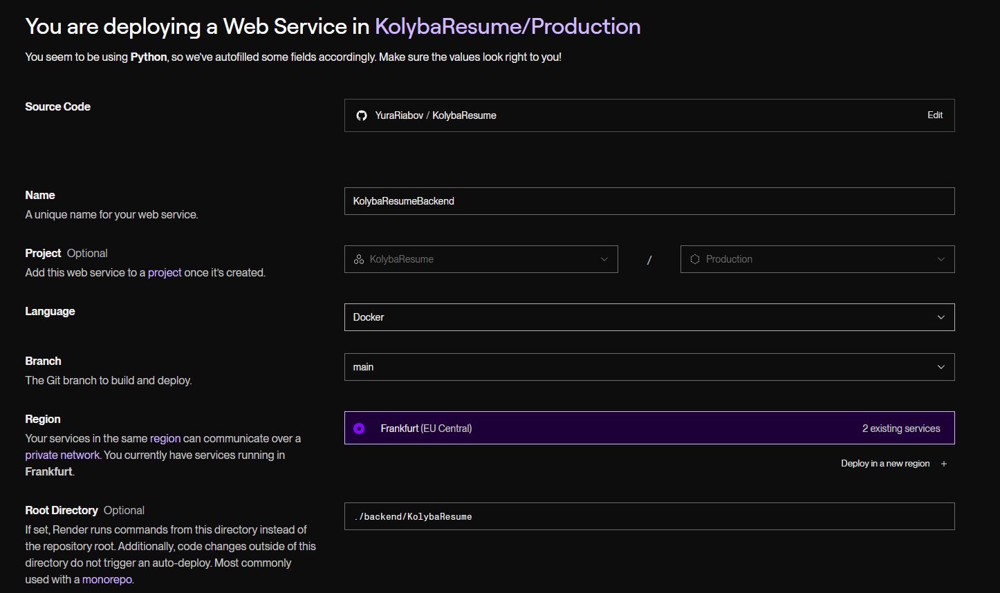 You are deploying a Web Service in KolybaResume/Production
You seem to be using Python, so we've autofilled some fields accordingly. Make sure the values look right to you!
Source Code
YuraRiabov / KolybaResume
Edit
Name
A unique name for your web service.
KolybaResumeBackend
Project Optional
Add this web service to a project once it's created.
KolybaResume
/
Production
Language
Docker
Branch
The Git branch to build and deploy.
main
Region
Your services in the same region can communicate over a
private network. You currently have services running in
Frankfurt.
Frankfurt (EU Central)
2 existing services
Deploy in a new region +
Root Directory Optional
If set, Render runs commands from this directory instead of
the repository root. Additionally, code changes outside of this
directory do not trigger an auto-deploy. Most commonly
used with a monorepo.
./backend/KolybaResume